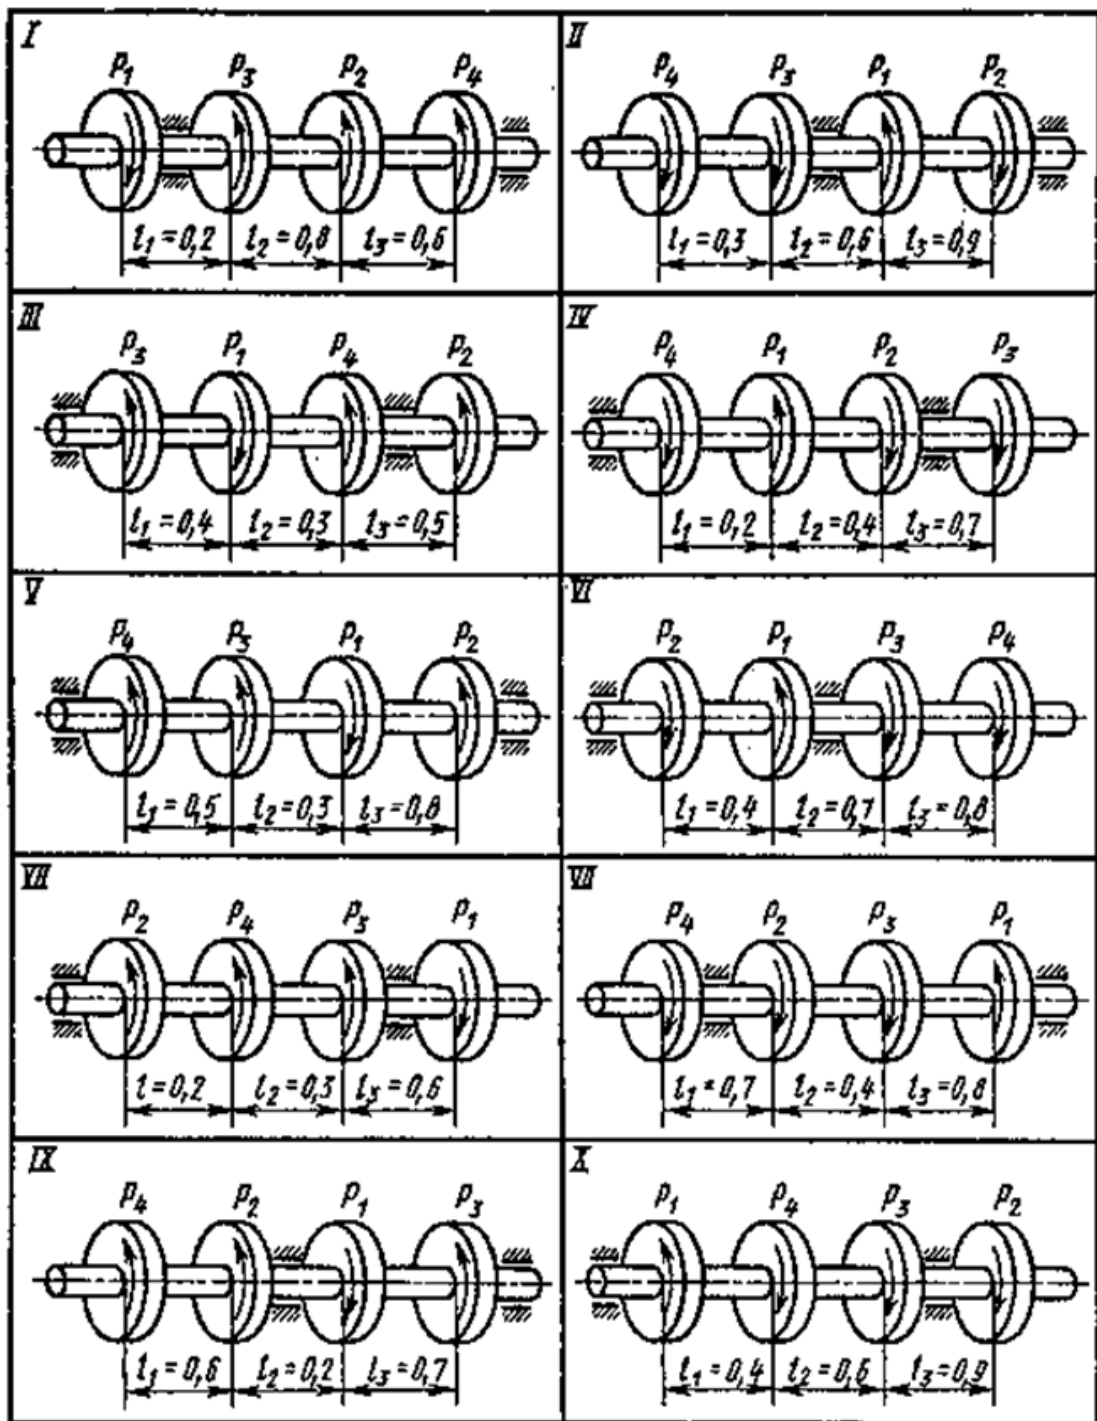 I
P₁ P₃ P₂ P₄
l₁ = 0,2 l₂ = 0,8 l₃ = 0,6
II
P₄ P₃ P₁ P₂
l₁ = 0,3 l₂ = 0,6 l₃ = 0,9
III
P₃ P₁ P₄ P₂
l₁ = 0,4 l₂ = 0,3 l₃ = 0,5
IV
P₄ P₁ P₂ P₃
l₁ = 0,2 l₂ = 0,4 l₃ = 0,7
V
P₄ P₃ P₁ P₂
l₁ = 0,5 l₂ = 0,3 l₃ = 0,8
VI
P₂ P₁ P₃ P₄
l₁ = 0,4 l₂ = 0,7 l₃ = 0,8
VII
P₂ P₄ P₃ P₁
l = 0,2 l₂ = 0,3 l₃ = 0,6
VII
P₄ P₂ P₃ P₁
l₁ = 0,7 l₂ = 0,4 l₃ = 0,8
IX
P₄ P₂ P₁ P₃
l₁ = 0,6 l₂ = 0,2 l₃ = 0,7
X
P₁ P₄ P₃ P₂
l₁ = 0,4 l₂ = 0,6 l₃ = 0,9